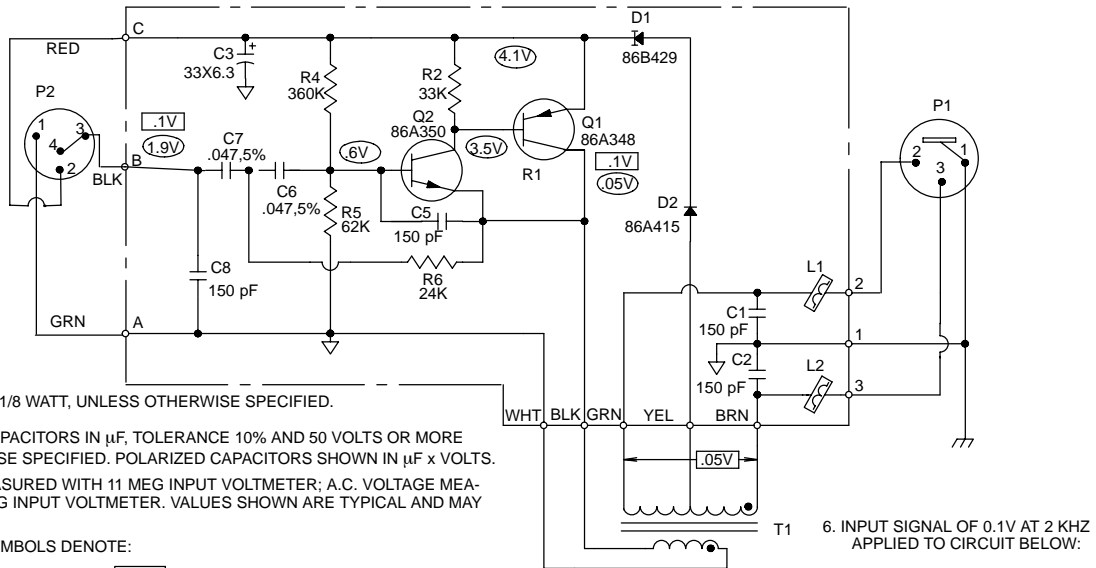 C
D1
RED
C3
+
33X6.3
R4
360K
R2
33K
4.1V
86B429
P2
1
3
4
2
.1V
1.9V
B
BLK
C7
.047,5%
C6
.047,5%
.6V
Q2
86A350
3.5V
Q1
86A348
R1
.1V
.05V
P1
2
1
3
R5
62K
C5
150 pF
D2
86A415
C8
150 pF
R6
24K
L1
2
GRN
A
C1
150 pF
1
C2
150 pF
L2
3
1/8 WATT, UNLESS OTHERWISE SPECIFIED.
WHT
BLK
GRN
YEL
BRN
PACITORS IN µF, TOLERANCE 10% AND 50 VOLTS OR MORE
SE SPECIFIED. POLARIZED CAPACITORS SHOWN IN µF x VOLTS.
.05V
SURED WITH 11 MEG INPUT VOLTMETER; A.C. VOLTAGE MEA-
G INPUT VOLTMETER. VALUES SHOWN ARE TYPICAL AND MAY
T1
6. INPUT SIGNAL OF 0.1V AT 2 KHZ
APPLIED TO CIRCUIT BELOW:
MBOLS DENOTE: